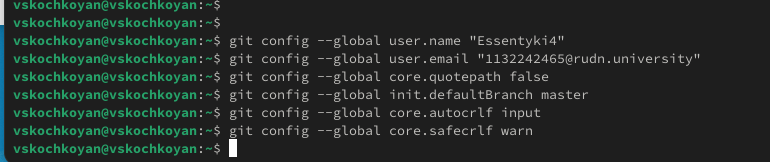 vskochkoyan@vskochkoyan:~$
vskochkoyan@vskochkoyan:~$
vskochkoyan@vskochkoyan:~$ git config --global user.name "Essentyki4"
vskochkoyan@vskochkoyan:~$ git config --global user.email "1132242465@rudn.university"
vskochkoyan@vskochkoyan:~$ git config --global core.quotepath false
vskochkoyan@vskochkoyan:~$ git config --global init.defaultBranch master
vskochkoyan@vskochkoyan:~$ git config --global core.autocrlf input
vskochkoyan@vskochkoyan:~$ git config --global core.safecrlf warn
vskochkoyan@vskochkoyan:~$